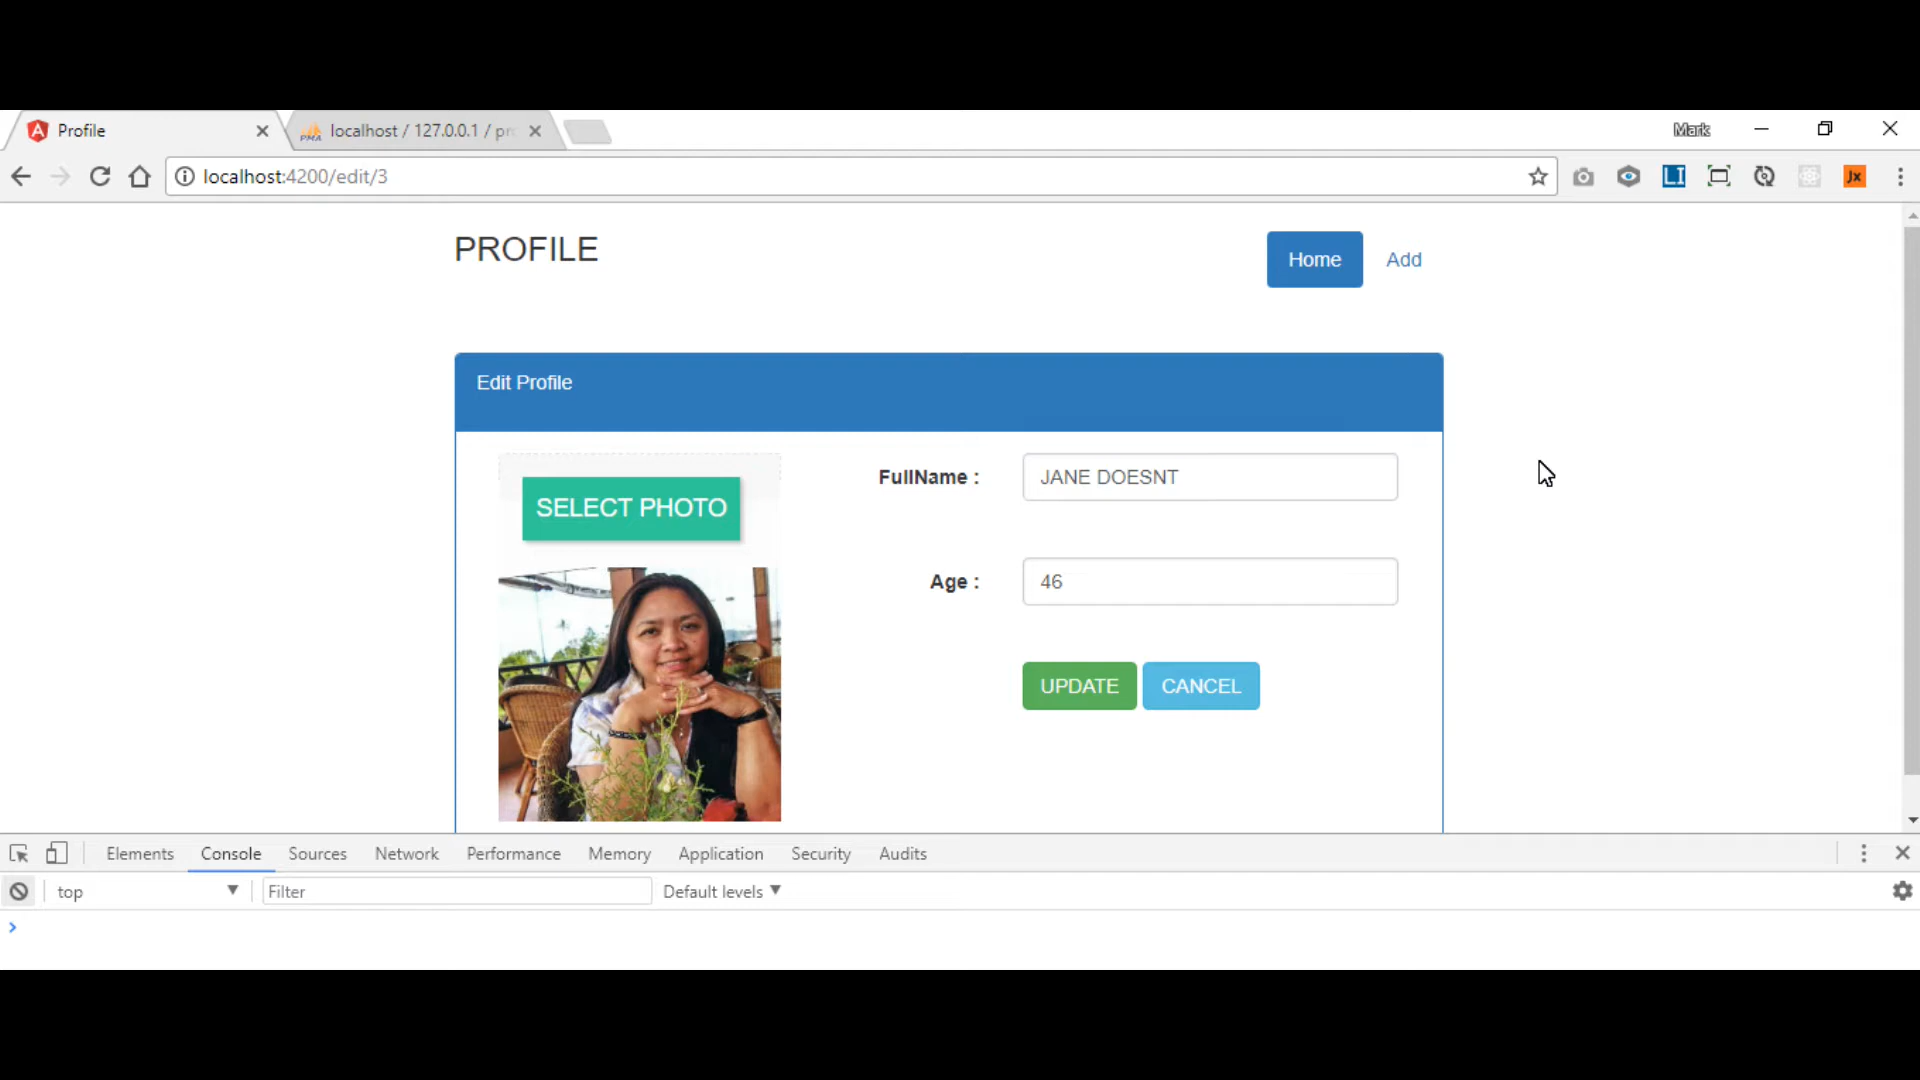 Profile
localhost / 127.0.0.1 / pr
Mark
localhost:4200/edit/3
PROFILE
Home
Add
Edit Profile
SELECT PHOTO
FullName :
JANE DOESNT
Age :
46
UPDATE
CANCEL
Elements Console Sources Network Performance Memory Application Security Audits
top
Filter
Default levels